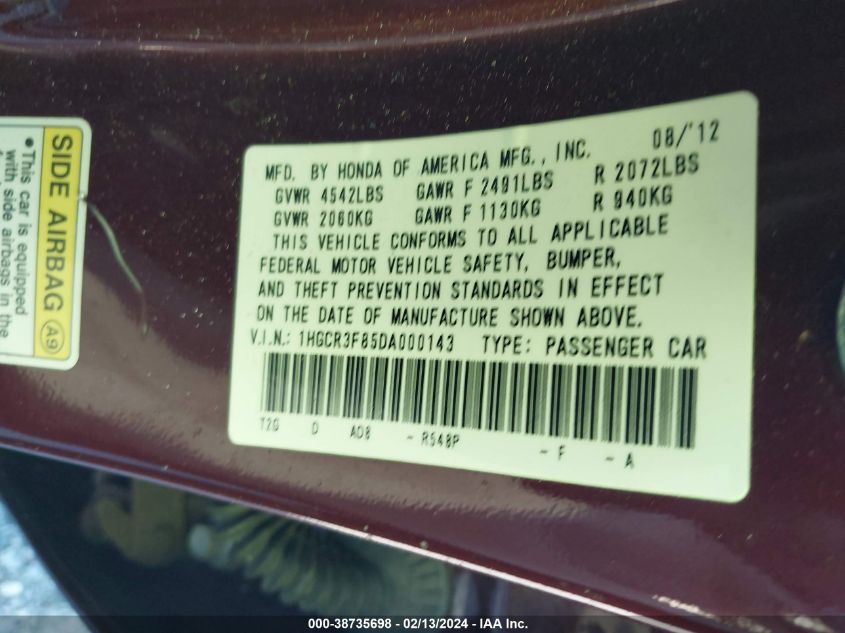 SIDE AIRBAG A9
•This car is equipped
with side airbags in the
08/'12
MFD. BY HONDA OF AMERICA MFG., INC.
GVWR 4542LBS GAWR F 2491LBS R 2072LBS
GVWR 2060KG GAWR F 1130KG R 940KG
THIS VEHICLE CONFORMS TO ALL APPLICABLE
FEDERAL MOTOR VEHICLE SAFETY, BUMPER,
AND THEFT PREVENTION STANDARDS IN EFFECT
ON THE DATE OF MANUFACTURE SHOWN ABOVE.
V.I.N.: 1HGCR3F85DA000143 TYPE: PASSENGER CAR
T2G D AD8 - R548P - F - A
000-38735698 - 02/13/2024 - IAA Inc.